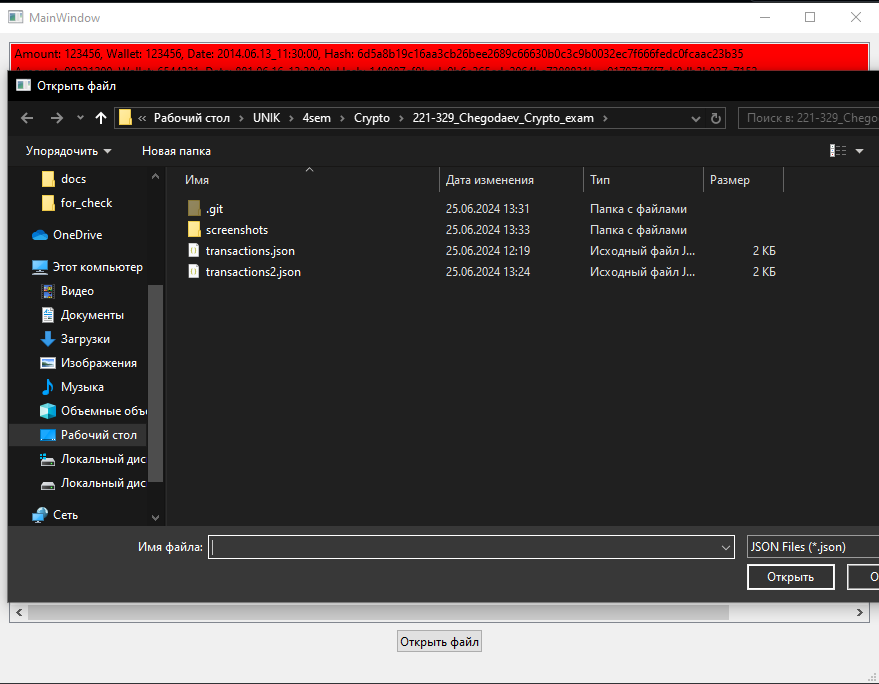 MainWindow
Amount: 123456, Wallet: 123456, Date: 2014.06.13_11:30:00, Hash: 6d5a8b19c16aa3cb26bee2689c66630b0c3c9b0032ec7f666fedc0fcaac23b35
Открыть файл
« Рабочий стол › UNIK › 4sem › Crypto › 221-329_Chegodaev_Crypto_exam ›
Поиск в: 221-329_Chego
Упорядочить Новая папка
Имя Дата изменения Тип Размер
docs
for_check
OneDrive
Этот компьютер
Видео
Документы
Загрузки
Изображения
Музыка
Объемные объ
Рабочий стол
Локальный дис
Локальный дис
Сеть
.git 25.06.2024 13:31 Папка с файлами
screenshots 25.06.2024 13:33 Папка с файлами
transactions.json 25.06.2024 12:19 Исходный файл J... 2 КБ
transactions2.json 25.06.2024 13:24 Исходный файл J... 2 КБ
Имя файла: JSON Files (*.json)
Открыть О
Открыть файл